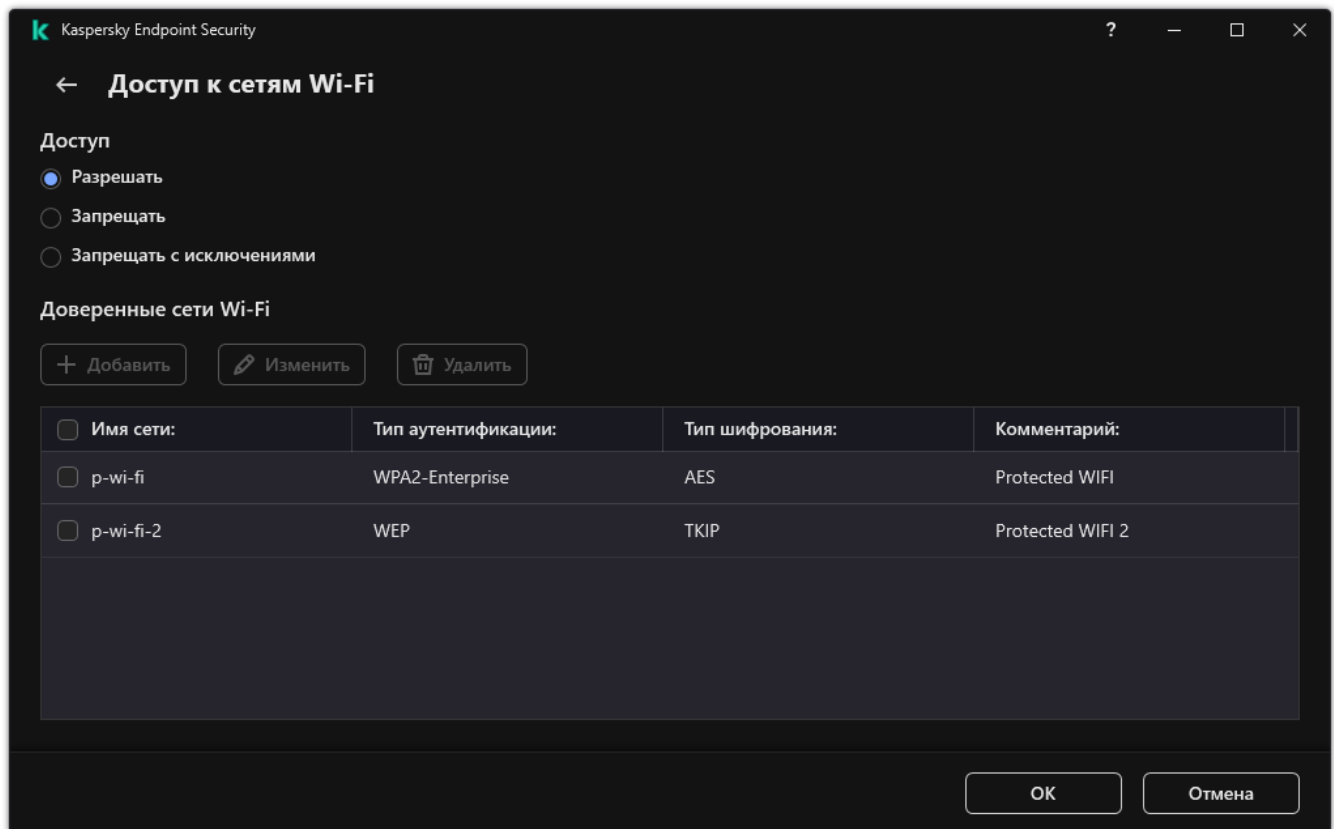 Kaspersky Endpoint Security ?
Доступ к сетям Wi-Fi
Доступ
Разрешать
Запрещать
Запрещать с исключениями
Доверенные сети Wi-Fi
Добавить Изменить Удалить
Имя сети: Тип аутентификации: Тип шифрования: Комментарий:
p-wi-fi WPA2-Enterprise AES Protected WIFI
p-wi-fi-2 WEP TKIP Protected WIFI 2
ОК Отмена